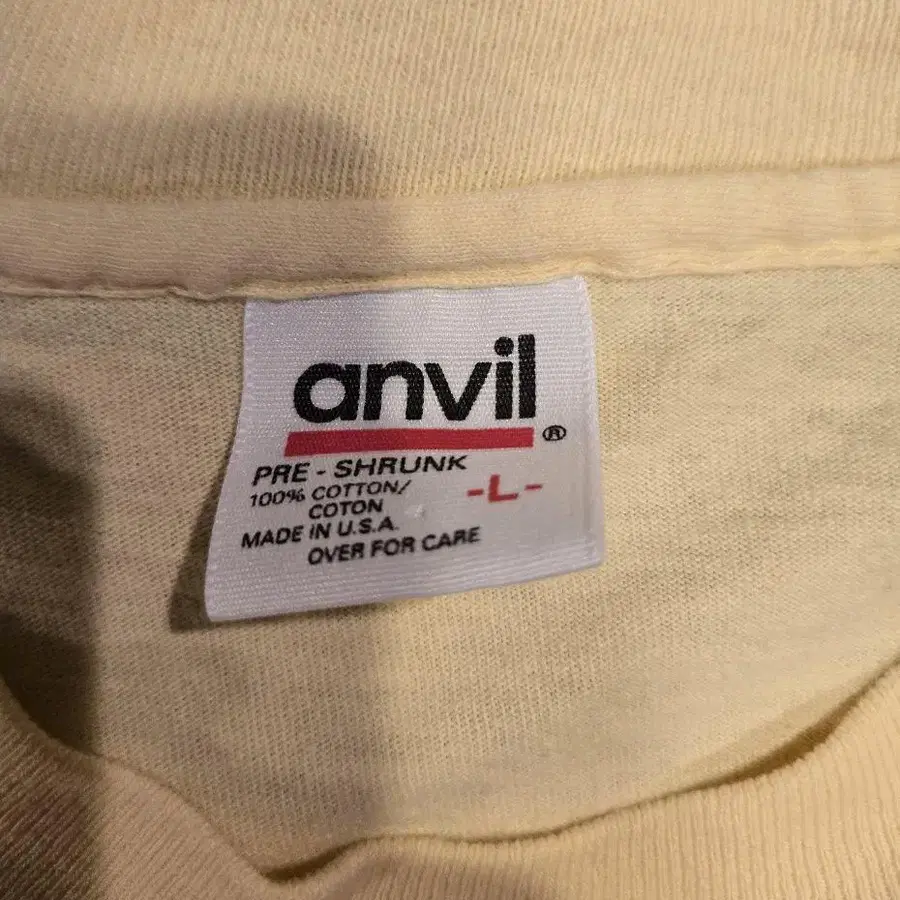 anvil®
PRE - SHRUNK
100% COTTON/ -L-
COTON
MADE IN U.S.A.
OVER FOR CARE